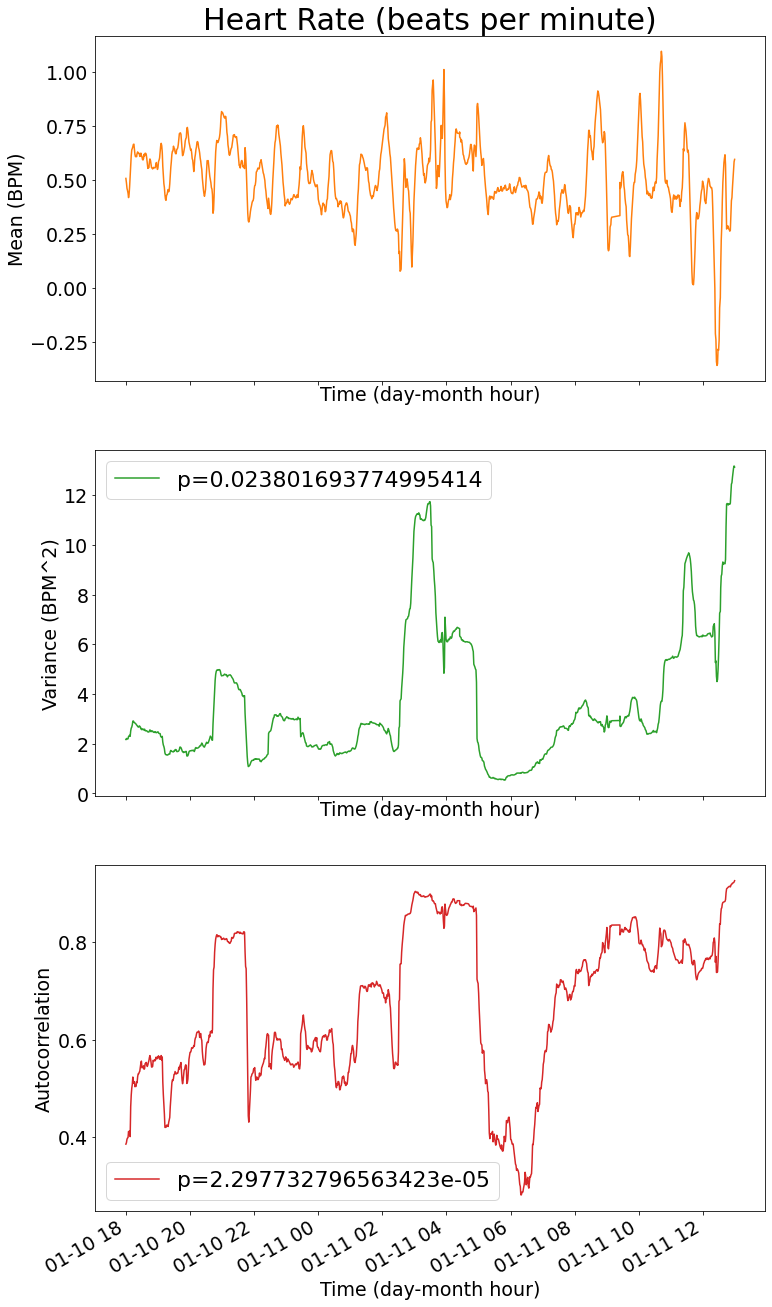 Heart Rate (beats per minute)
1.00
0.75
0.50
0.25
0.00
−0.25
Mean (BPM)
Time (day-month hour)
p=0.023801693774995414
12
10
8
6
4
2
0
Variance (BPM^2)
Time (day-month hour)
0.8
0.6
0.4
Autocorrelation
p=2.297732796563423e-05
01-10 18
01-10 20
01-10 22
01-11 00
01-11 02
01-11 04
01-11 06
01-11 08
01-11 10
01-11 12
Time (day-month hour)